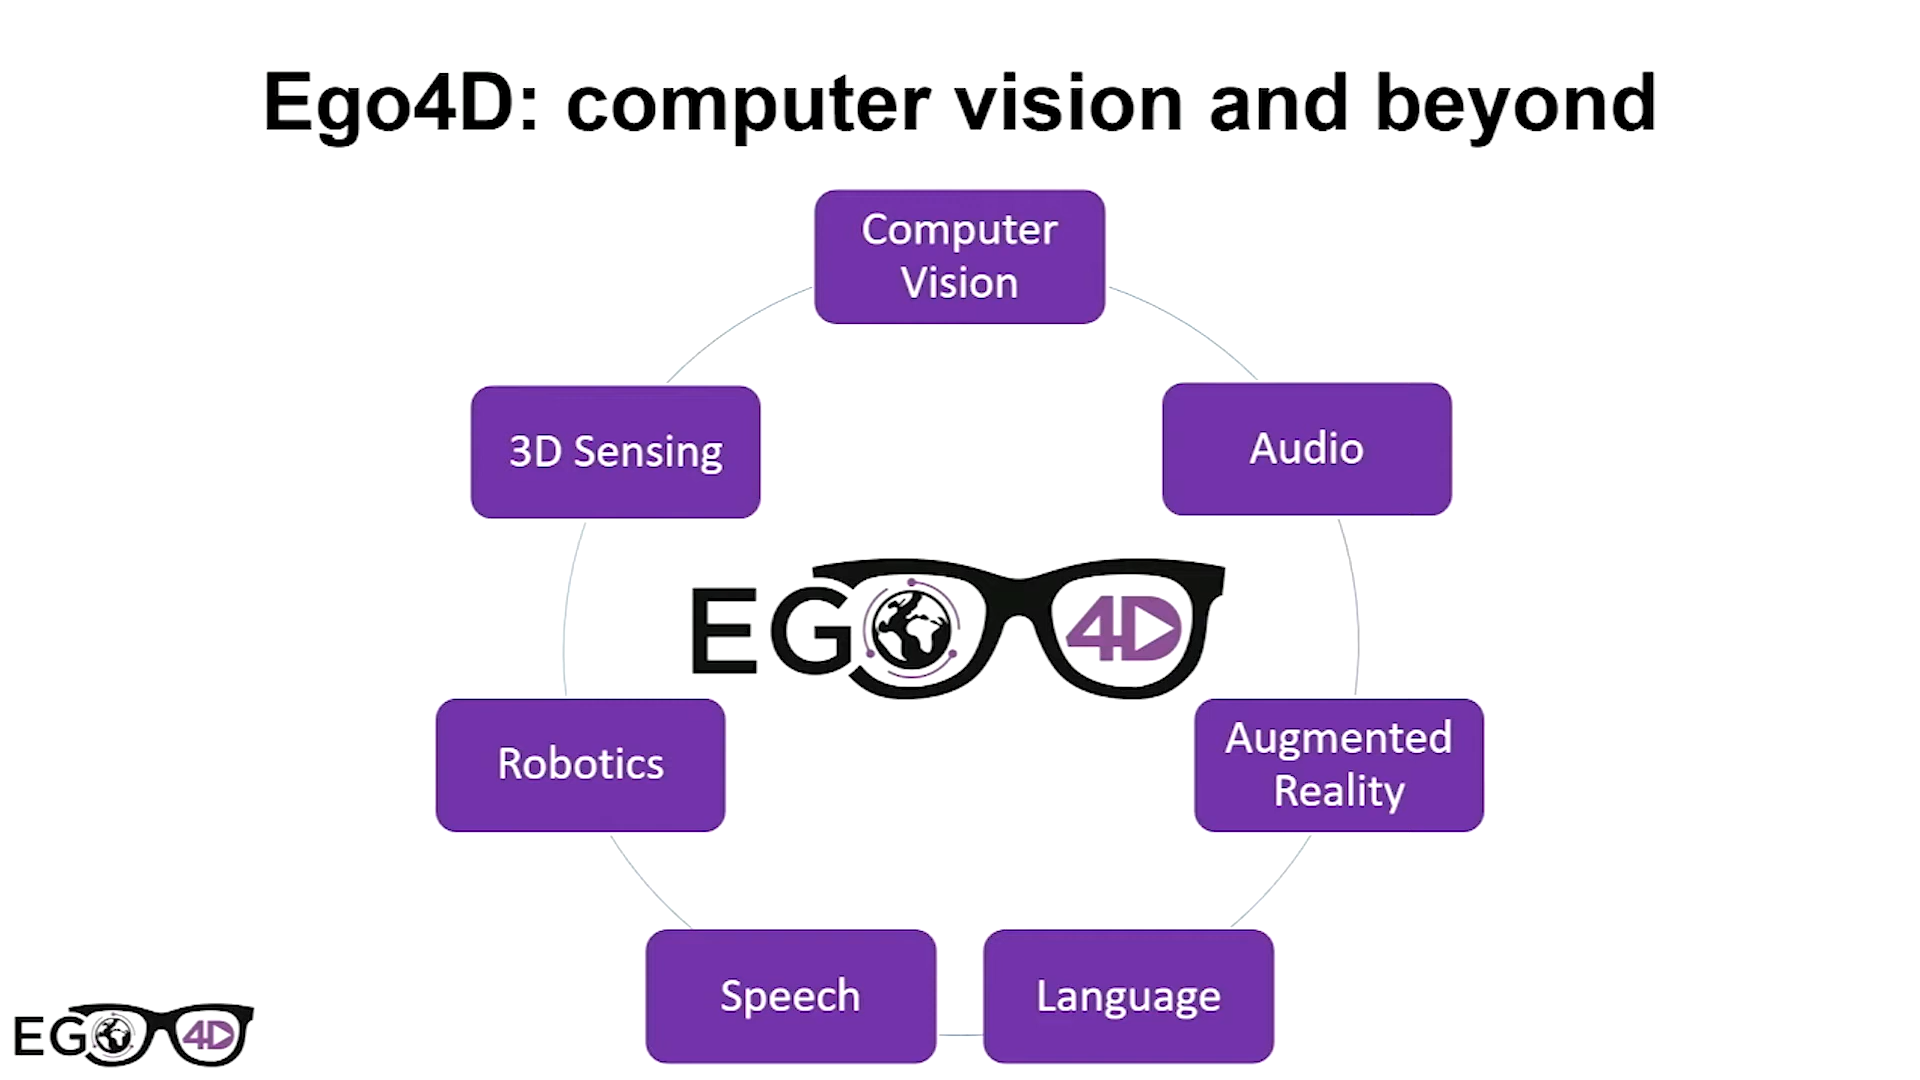 Ego4D: computer vision and beyond
Computer
Vision
3D Sensing
Audio
EGO 4D
Robotics
Augmented
Reality
Speech
Language
EGO 4D